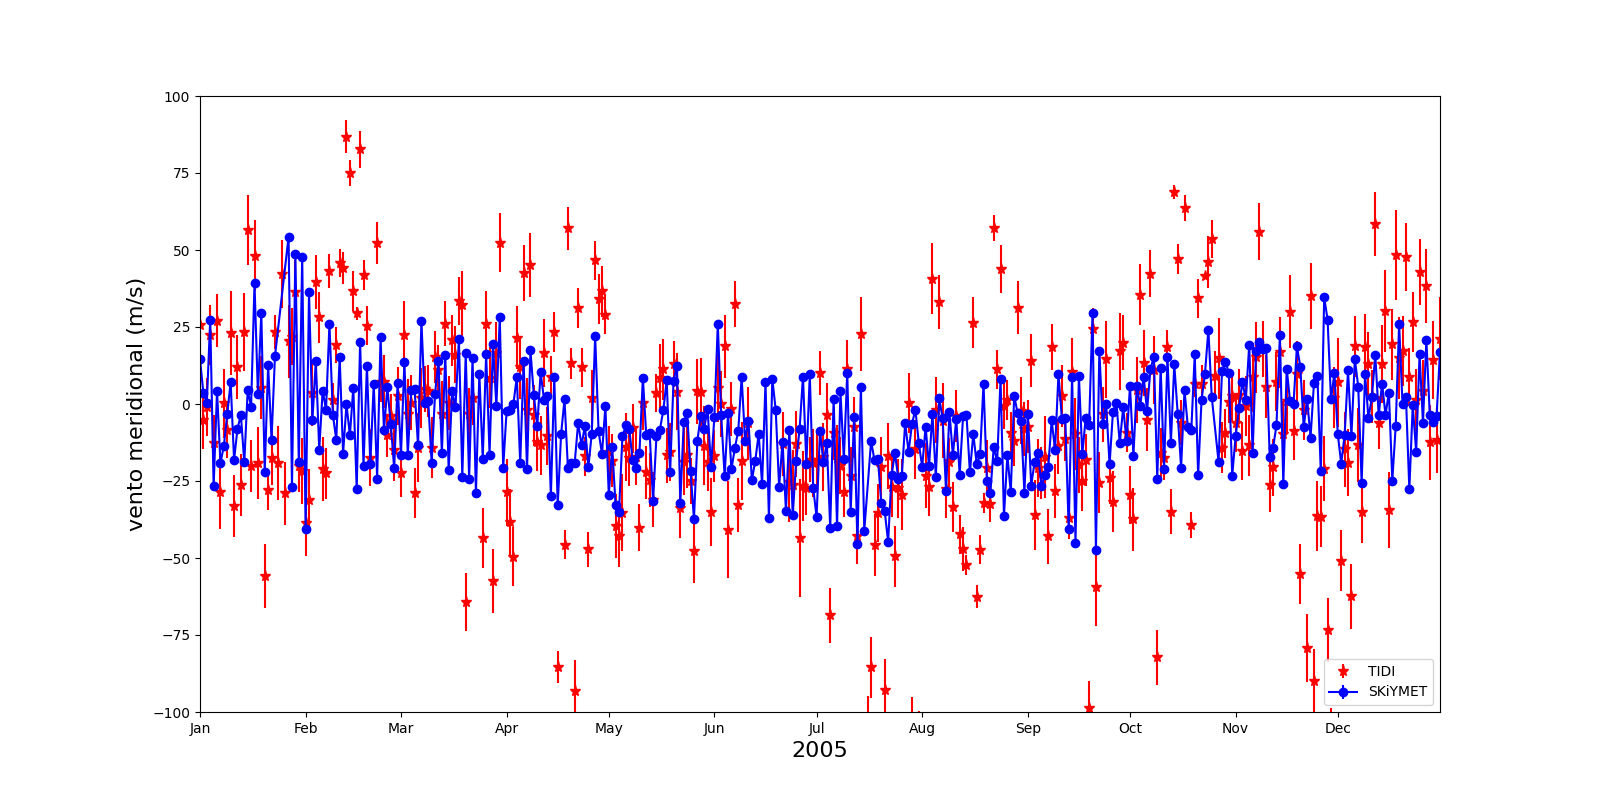 vento meridional (m/s)
100
75
50
25
0
−25
−50
−75
−100
TIDI
SKiYMET
Jan Feb Mar Apr May Jun Jul Aug Sep Oct Nov Dec
2005